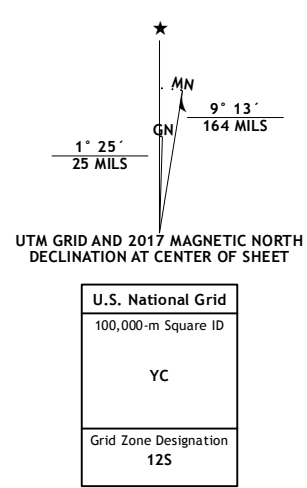 ★
MN
GN
9° 13´
164 MILS
1° 25´
25 MILS
UTM GRID AND 2017 MAGNETIC NORTH
DECLINATION AT CENTER OF SHEET
U.S. National Grid
100,000-m Square ID
YC
Grid Zone Designation
12S